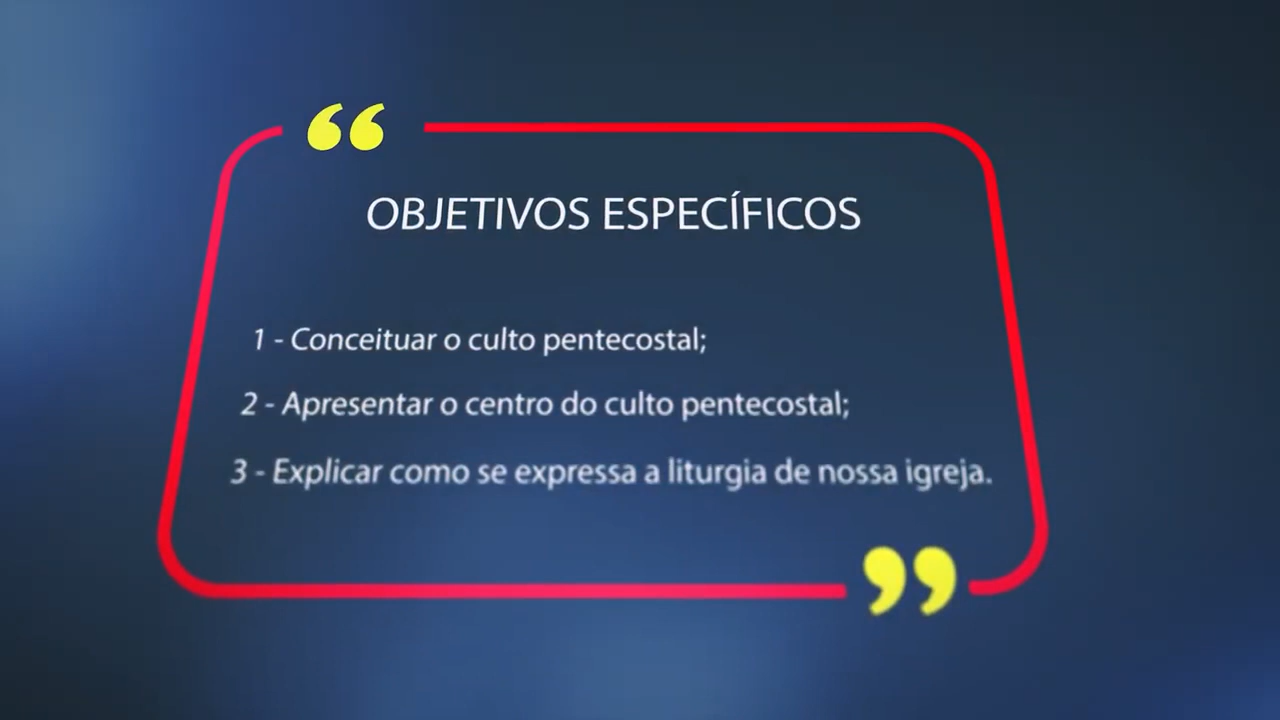 OBJETIVOS ESPECÍFICOS
1 - Conceituar o culto pentecostal;
2 - Apresentar o centro do culto pentecostal;
3 - Explicar como se expressa a liturgia de nossa igreja.